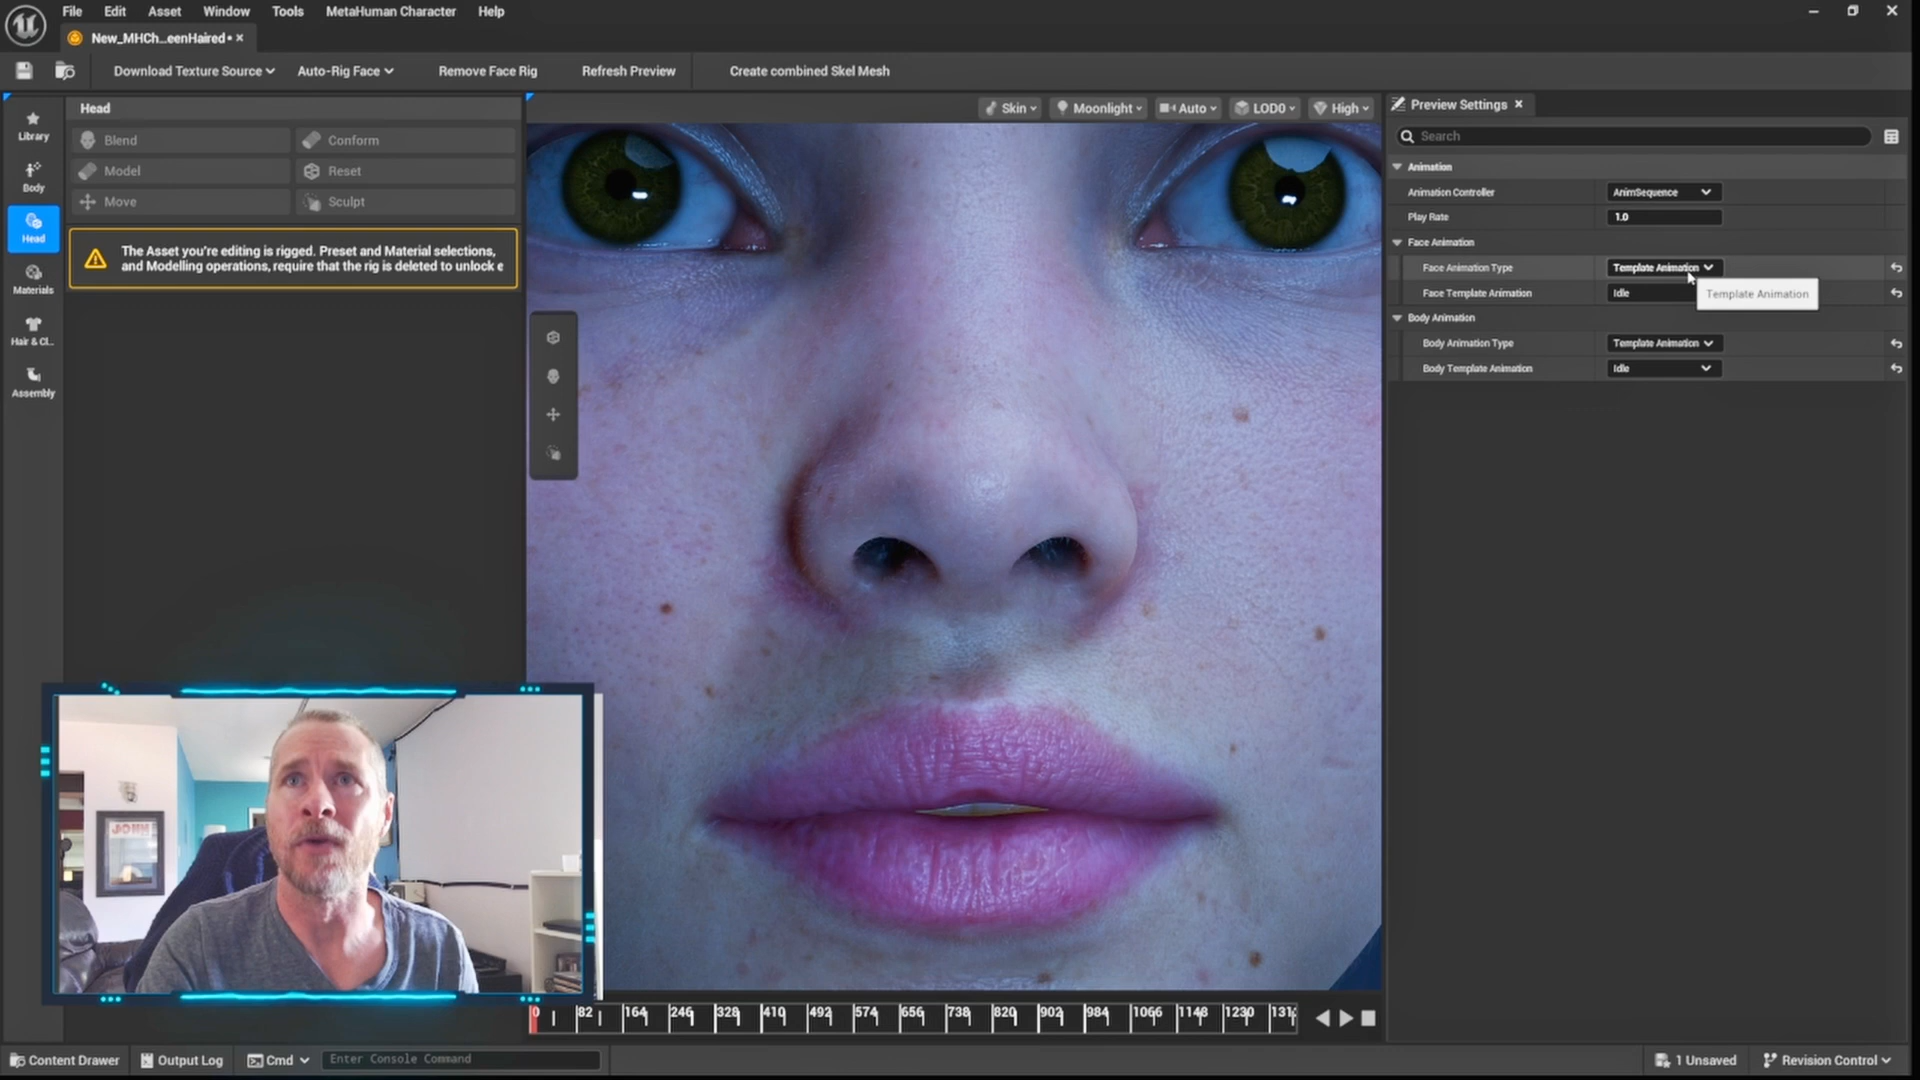 File Edit Asset Window Tools MetaHuman Character Help
New_MHCh...eenHaired•
Download Texture Source Auto-Rig Face Remove Face Rig Refresh Preview Create combined Skel Mesh
Library
Body
Head
Materials
Hair & Cl...
Assembly
Head
Blend Conform
Model Reset
Move Sculpt
The Asset you're editing is rigged. Preset and Material selections,
and Modelling operations, require that the rig is deleted to unlock e
Skin Moonlight Auto LOD0 High
Preview Settings
Search
Animation
Animation Controller AnimSequence
Play Rate 1.0
Face Animation
Face Animation Type Template Animation
Face Template Animation Idle
Template Animation
Body Animation
Body Animation Type Template Animation
Body Template Animation Idle
JOHN
0 82 164 246 328 410 492 574 656 738 820 902 984 1066 1148 1230 131
Content Drawer Output Log Cmd Enter Console Command 1 Unsaved Revision Control